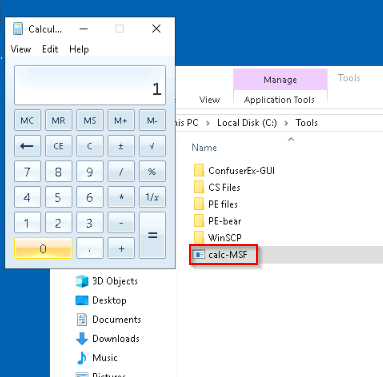 Calcul...
View Edit Help
1
MC MR MS M+ M-
← CE C ± √
7 8 9 / %
4 5 6 * 1/x
1 2 3 - =
0 . +
Manage
Tools
View Application Tools
his PC > Local Disk (C:) > Tools
Name
ConfuserEx-GUI
CS Files
PE files
PE-bear
WinSCP
calc-MSF
3D Objects
Desktop
Documents
Downloads
Music
Pictures